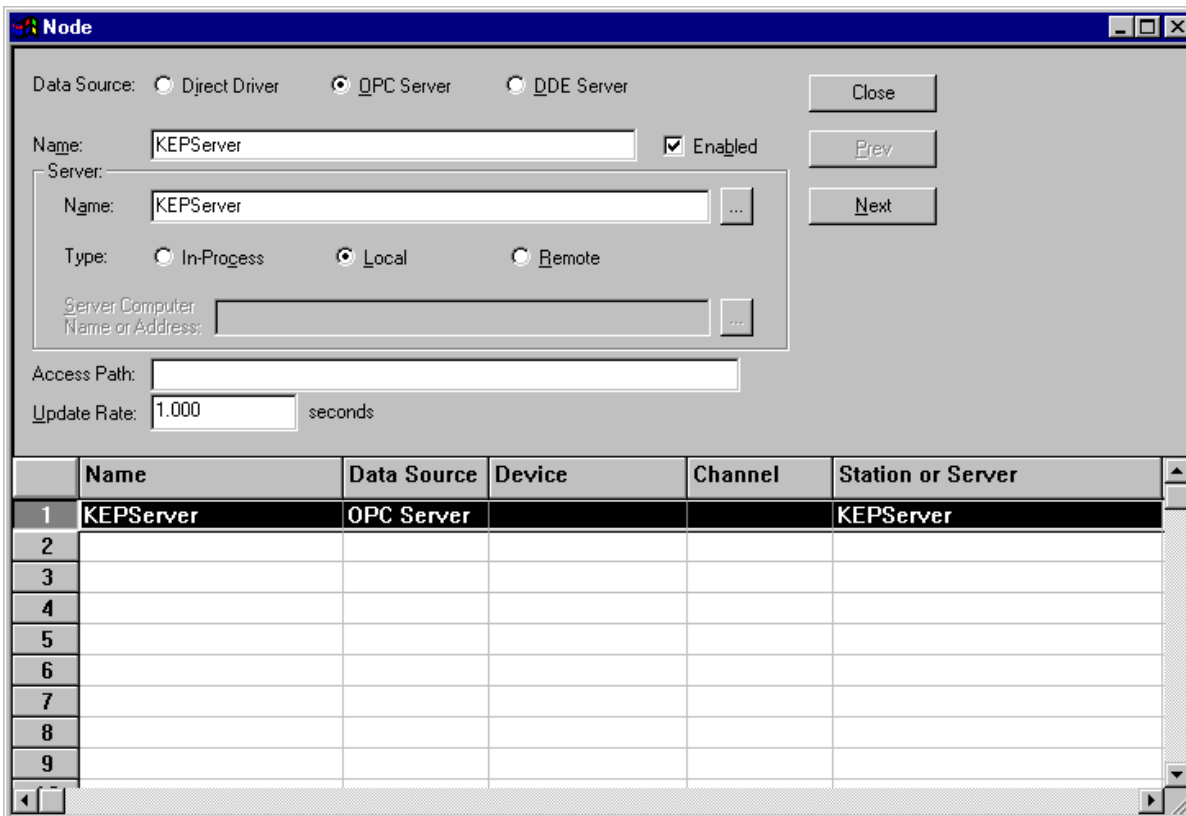 Node
Data Source: Direct Driver OPC Server DDE Server Close
Name: KEPServer Enabled Prev
Server:
Name: KEPServer ... Next
Type: In-Process Local Remote
Server Computer
Name or Address: ...
Access Path:
Update Rate: 1.000 seconds
Name Data Source Device Channel Station or Server
1 KEPServer OPC Server KEPServer
2
3
4
5
6
7
8
9